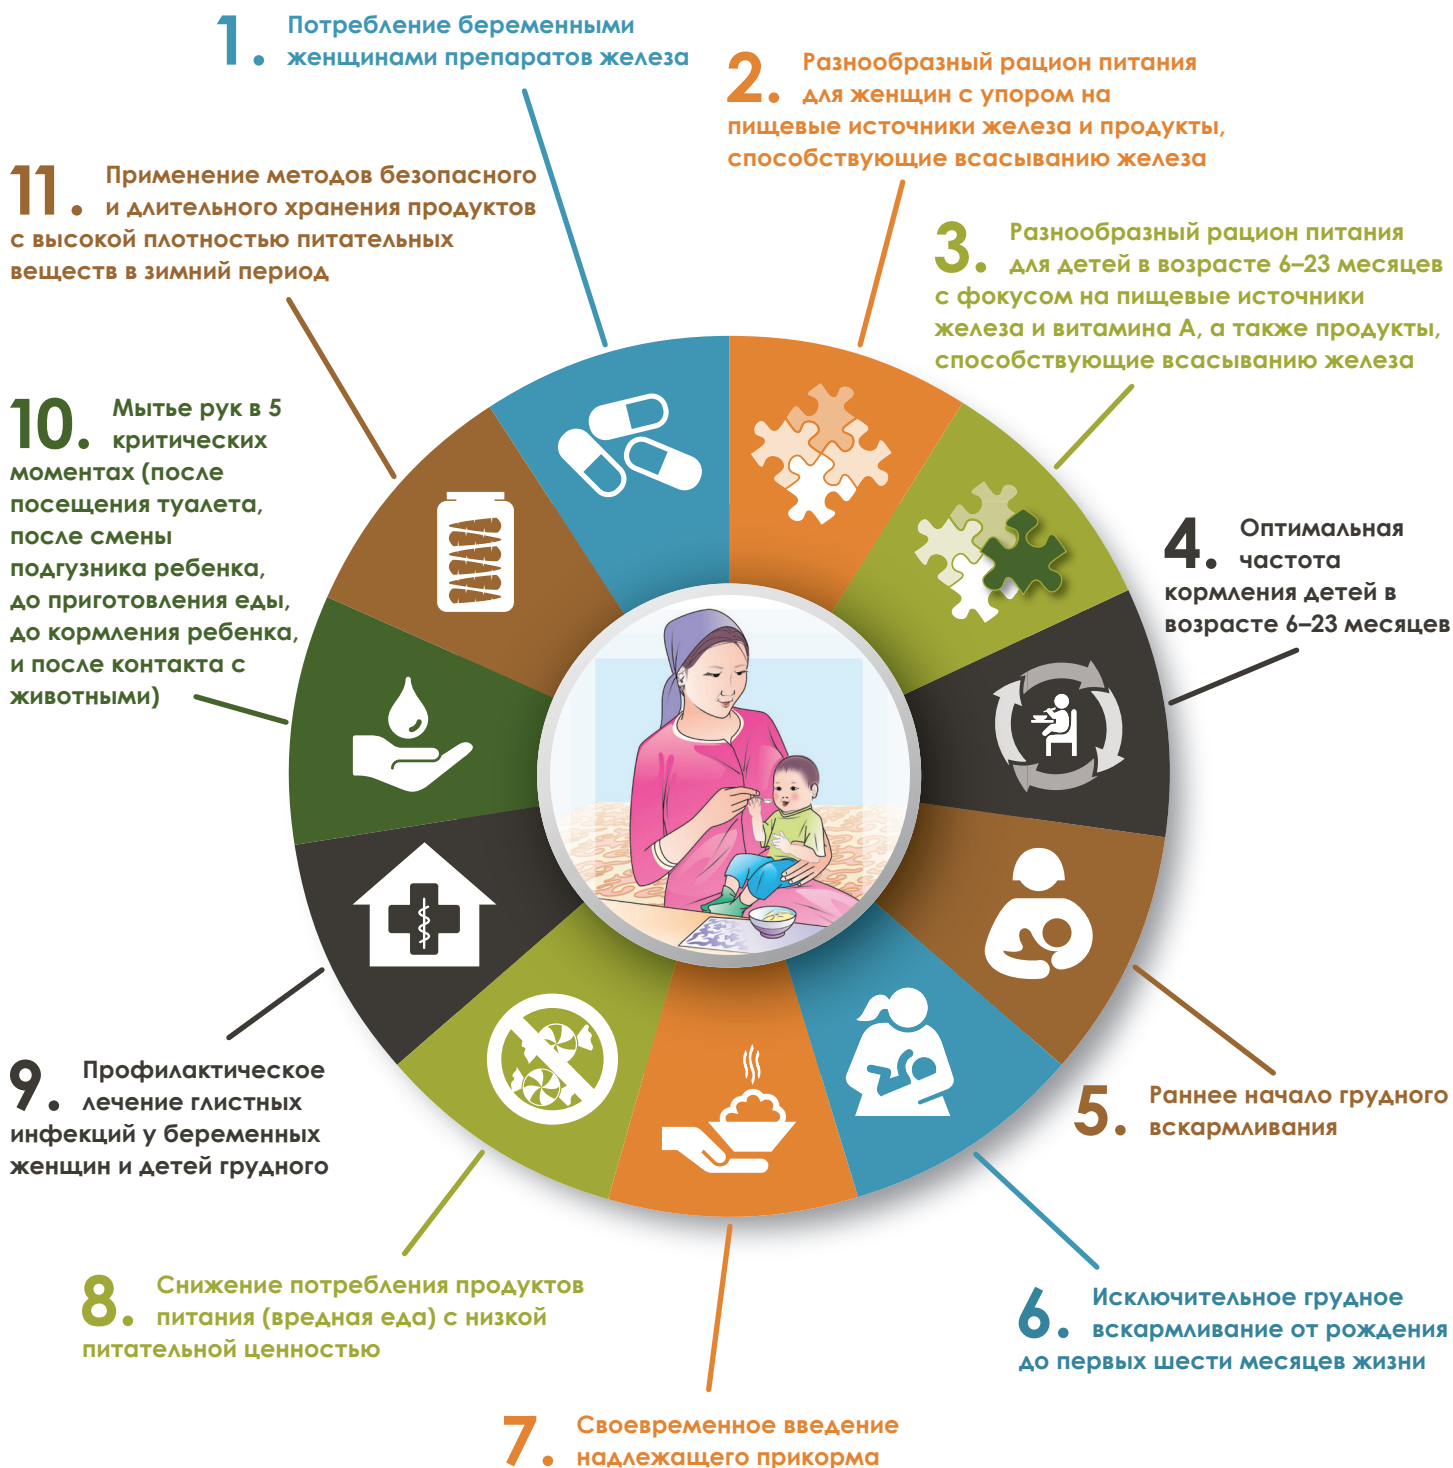 1. Потребление беременными
женщинами препаратов железа
2. Разнообразный рацион питания
для женщин с упором на
пищевые источники железа и продукты,
способствующие всасыванию железа
3. Разнообразный рацион питания
для детей в возрасте 6–23 месяцев
с фокусом на пищевые источники
железа и витамина А, а также продукты,
способствующие всасыванию железа
4. Оптимальная
частота
кормления детей в
возрасте 6–23 месяцев
5. Раннее начало грудного
вскармливания
6. Исключительное грудное
вскармливание от рождения
до первых шести месяцев жизни
7. Своевременное введение
надлежащего прикорма
8. Снижение потребления продуктов
питания (вредная еда) с низкой
питательной ценностью
9. Профилактическое
лечение глистных
инфекций у беременных
женщин и детей грудного
10. Мытье рук в 5
критических
моментах (после
посещения туалета,
после смены
подгузника ребенка,
до приготовления еды,
до кормления ребенка,
и после контакта с
животными)
11. Применение методов безопасного
и длительного хранения продуктов
с высокой плотностью питательных
веществ в зимний период